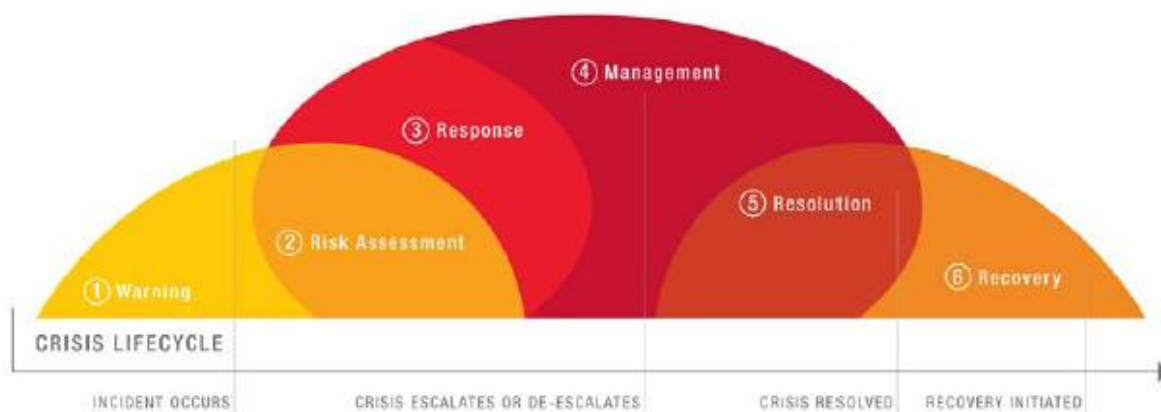 ④ Management
③ Response
⑤ Resolution
② Risk Assessment
⑥ Recovery
① Warning
CRISIS LIFECYCLE
INCIDENT OCCURS
CRISIS ESCALATES OR DE-ESCALATES
CRISIS RESOLVED
RECOVERY INITIATED